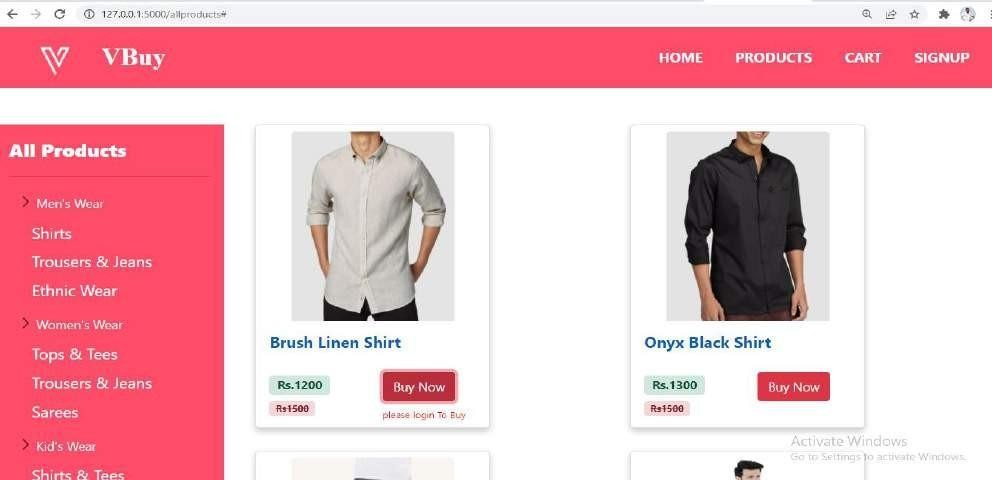 127.0.0.1:5000/allproducts#
VBuy
HOME
PRODUCTS
CART
SIGNUP
All Products
Men's Wear
Shirts
Trousers & Jeans
Ethnic Wear
Women's Wear
Tops & Tees
Trousers & Jeans
Sarees
Kid's Wear
Shirts & Tees
Brush Linen Shirt
Rs.1200
Buy Now
Rs1500
please login To Buy
Onyx Black Shirt
Rs.1300
Buy Now
Rs1500
Activate Windows
Go to Settings to activate Windows.